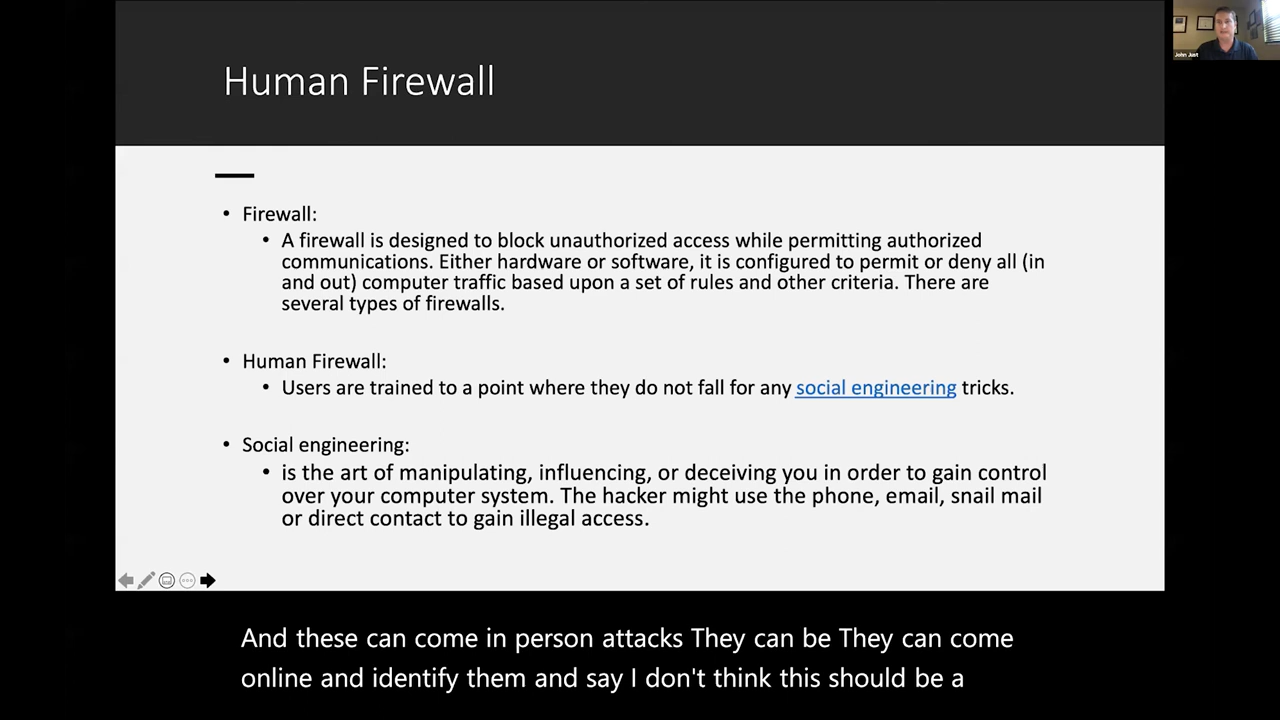 Human Firewall
John Just
• Firewall:
• A firewall is designed to block unauthorized access while permitting authorized
communications. Either hardware or software, it is configured to permit or deny all (in
and out) computer traffic based upon a set of rules and other criteria. There are
several types of firewalls.
• Human Firewall:
• Users are trained to a point where they do not fall for any social engineering tricks.
• Social engineering:
• is the art of manipulating, influencing, or deceiving you in order to gain control
over your computer system. The hacker might use the phone, email, snail mail
or direct contact to gain illegal access.
And these can come in person attacks They can be They can come
online and identify them and say I don't think this should be a